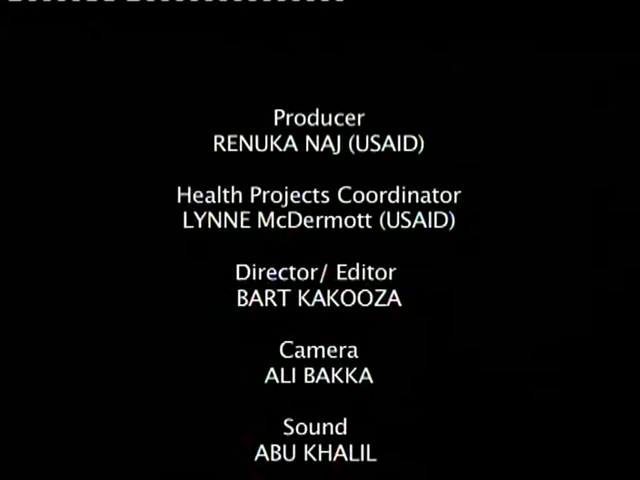 Producer
RENUKA NAJ (USAID)
Health Projects Coordinator
LYNNE McDermott (USAID)
Director/ Editor
BART KAKOOZA
Camera
ALI BAKKA
Sound
ABU KHALIL